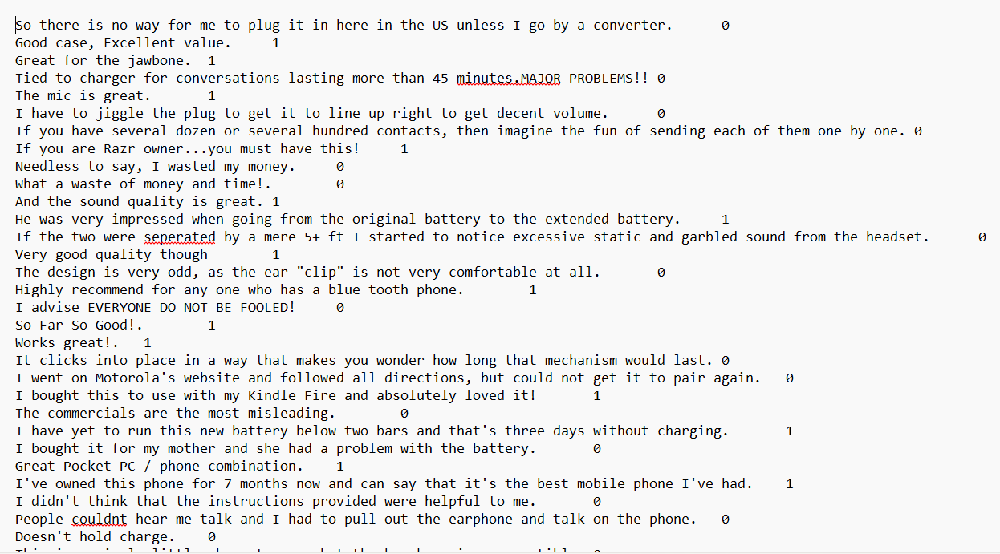 So there is no way for me to plug it in here in the US unless I go by a converter.	0
Good case, Excellent value.	1
Great for the jawbone.	1
Tied to charger for conversations lasting more than 45 minutes.MAJOR PROBLEMS!!	0
The mic is great.	1
I have to jiggle the plug to get it to line up right to get decent volume.	0
If you have several dozen or several hundred contacts, then imagine the fun of sending each of them one by one.	0
If you are Razr owner...you must have this!	1
Needless to say, I wasted my money.	0
What a waste of money and time!.	0
And the sound quality is great.	1
He was very impressed when going from the original battery to the extended battery.	1
If the two were seperated by a mere 5+ ft I started to notice excessive static and garbled sound from the headset.	0
Very good quality though	1
The design is very odd, as the ear "clip" is not very comfortable at all.	0
Highly recommend for any one who has a blue tooth phone.	1
I advise EVERYONE DO NOT BE FOOLED!	0
So Far So Good!.	1
Works great!.	1
It clicks into place in a way that makes you wonder how long that mechanism would last.	0
I went on Motorola's website and followed all directions, but could not get it to pair again.	0
I bought this to use with my Kindle Fire and absolutely loved it!	1
The commercials are the most misleading.	0
I have yet to run this new battery below two bars and that's three days without charging.	1
I bought it for my mother and she had a problem with the battery.	0
Great Pocket PC / phone combination.	1
I've owned this phone for 7 months now and can say that it's the best mobile phone I've had.	1
I didn't think that the instructions provided were helpful to me.	0
People couldnt hear me talk and I had to pull out the earphone and talk on the phone.	0
Doesn't hold charge.	0